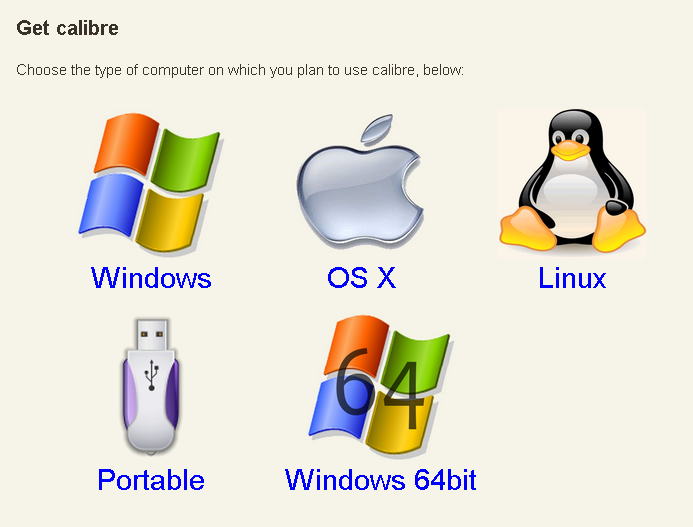 Get calibre
Choose the type of computer on which you plan to use calibre, below:
Windows
OS X
Linux
64
Portable
Windows 64bit